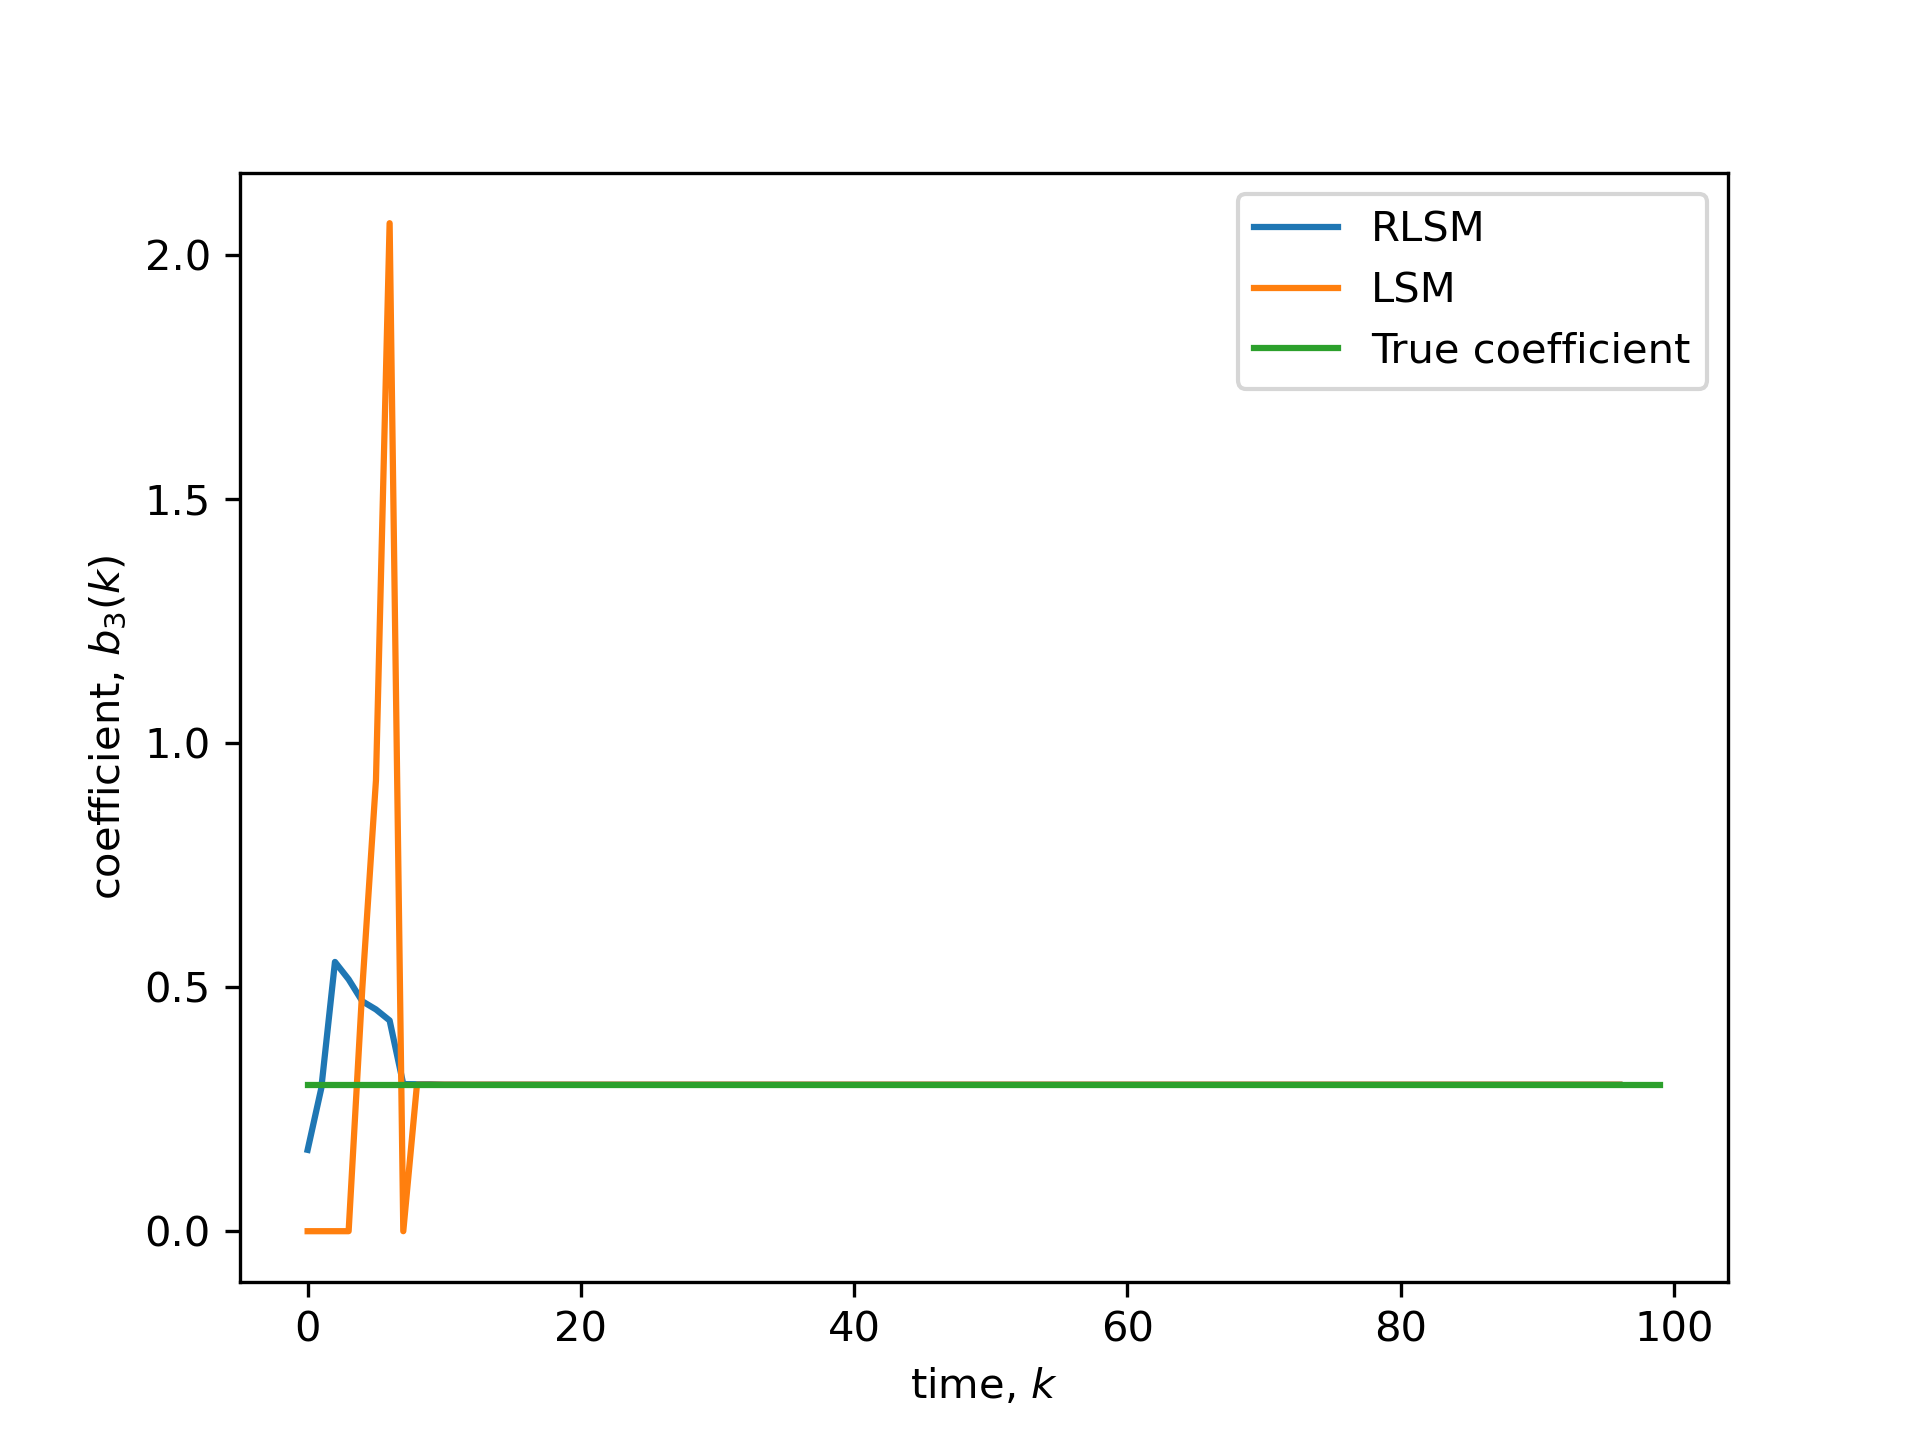 RLSM
LSM
True coefficient
2.0
1.5
1.0
0.5
0.0
coefficient, b₃(k)
0 20 40 60 80 100
time, k